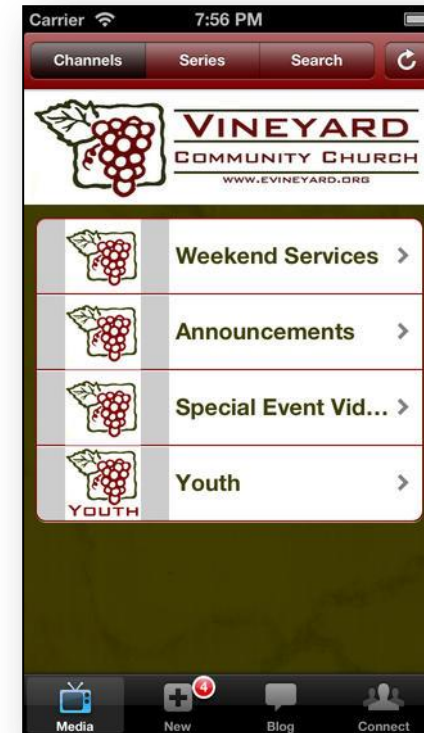 Carrier 7:56 PM
Channels Series Search
VINEYARD
COMMUNITY CHURCH
WWW.EVINEYARD.ORG
Weekend Services
Announcements
Special Event Vid...
YOUTH Youth
4
Media New Blog Connect